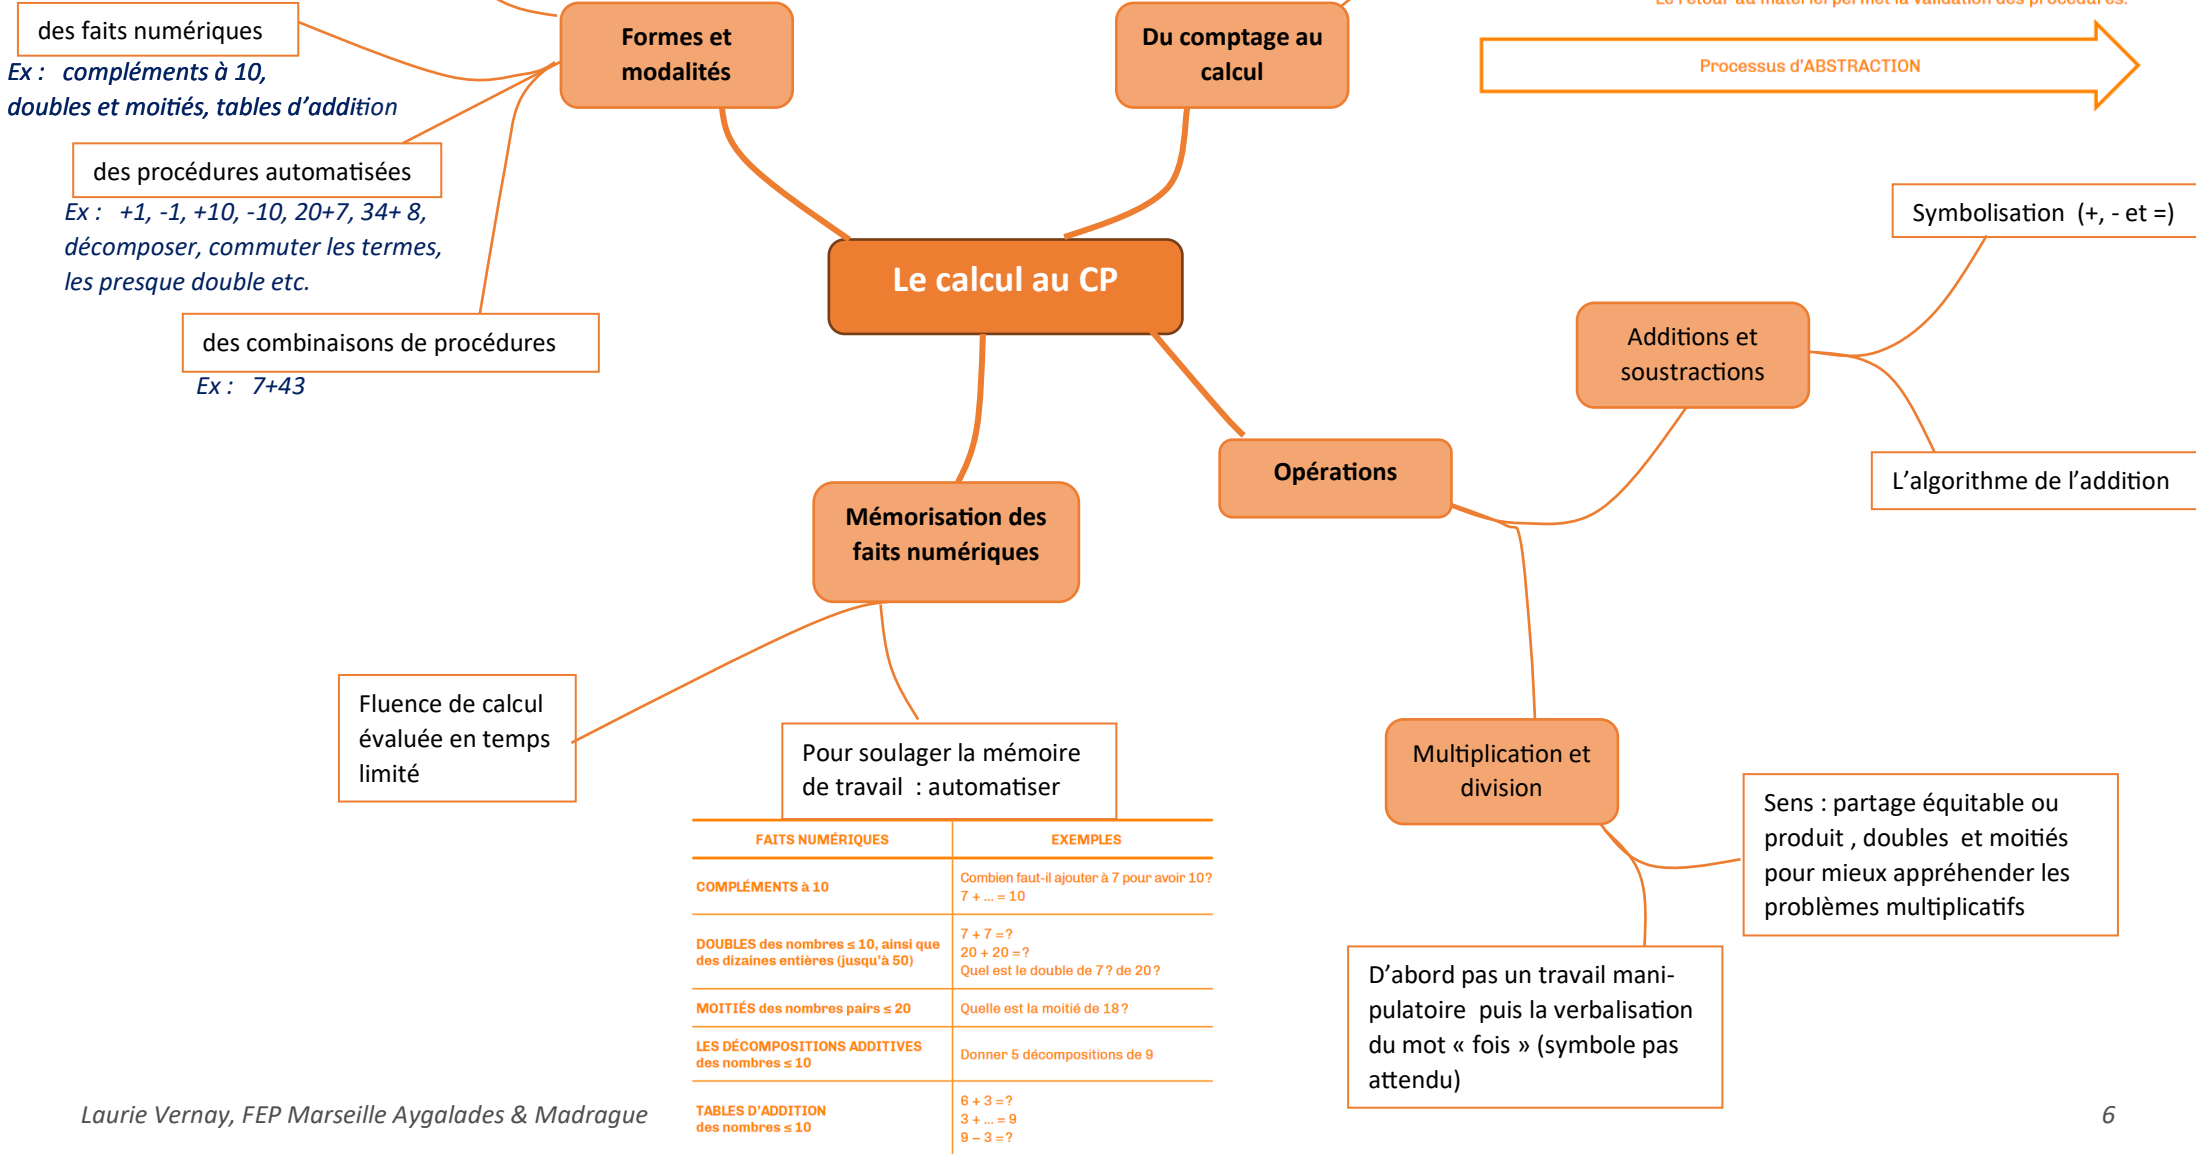 Le retour au matériel permet la validation des procédures.
Processus d'ABSTRACTION
des faits numériques
Ex :   compléments à 10,
doubles et moitiés, tables d'addition
des procédures automatisées
Ex :   +1, -1, +10, -10, 20+7, 34+ 8,
décomposer, commuter les termes,
les presque double etc.
des combinaisons de procédures
Ex :   7+43
Formes et
modalités
Du comptage au
calcul
Le calcul au CP
Symbolisation  (+, - et =)
Additions et
soustractions
L'algorithme de l'addition
Opérations
Mémorisation des
faits numériques
Fluence de calcul
évaluée en temps
limité
Pour soulager la mémoire
de travail  : automatiser
FAITS NUMÉRIQUES
EXEMPLES
COMPLÉMENTS à 10
Combien faut-il ajouter à 7 pour avoir 10 ?
7 + ... = 10
DOUBLES des nombres ≤ 10, ainsi que
des dizaines entières (jusqu'à 50)
7 + 7 = ?
20 + 20 = ?
Quel est le double de 7 ? de 20 ?
MOITIÉS des nombres pairs ≤ 20
Quelle est la moitié de 18 ?
LES DÉCOMPOSITIONS ADDITIVES
des nombres ≤ 10
Donner 5 décompositions de 9
TABLES D'ADDITION
des nombres ≤ 10
6 + 3 = ?
3 + ... = 9
9 – 3 = ?
Multiplication et
division
Sens : partage équitable ou
produit , doubles  et moitiés
pour mieux appréhender les
problèmes multiplicatifs
D'abord pas un travail mani-
pulatoire  puis la verbalisation
du mot « fois » (symbole pas
attendu)
Laurie Vernay, FEP Marseille Aygalades & Madrague
6